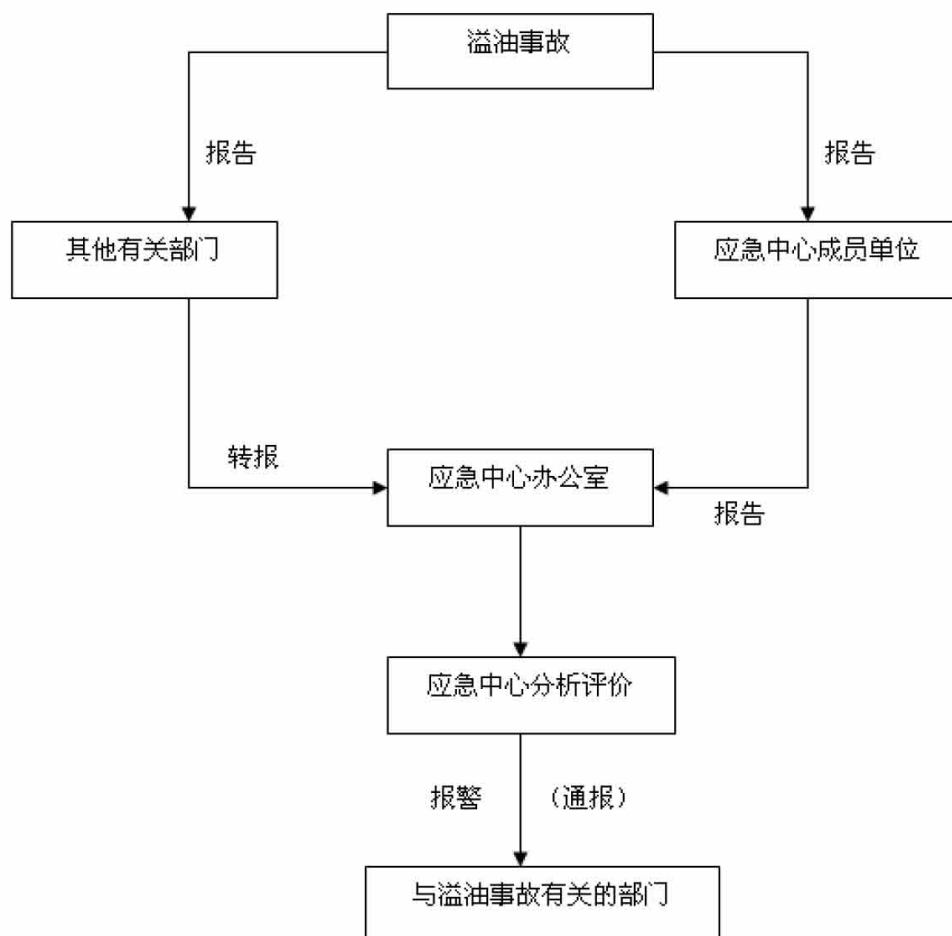 溢油事故
报告
报告
其他有关部门
应急中心成员单位
转报
应急中心办公室
报告
应急中心分析评价
报警
（通报）
与溢油事故有关的部门